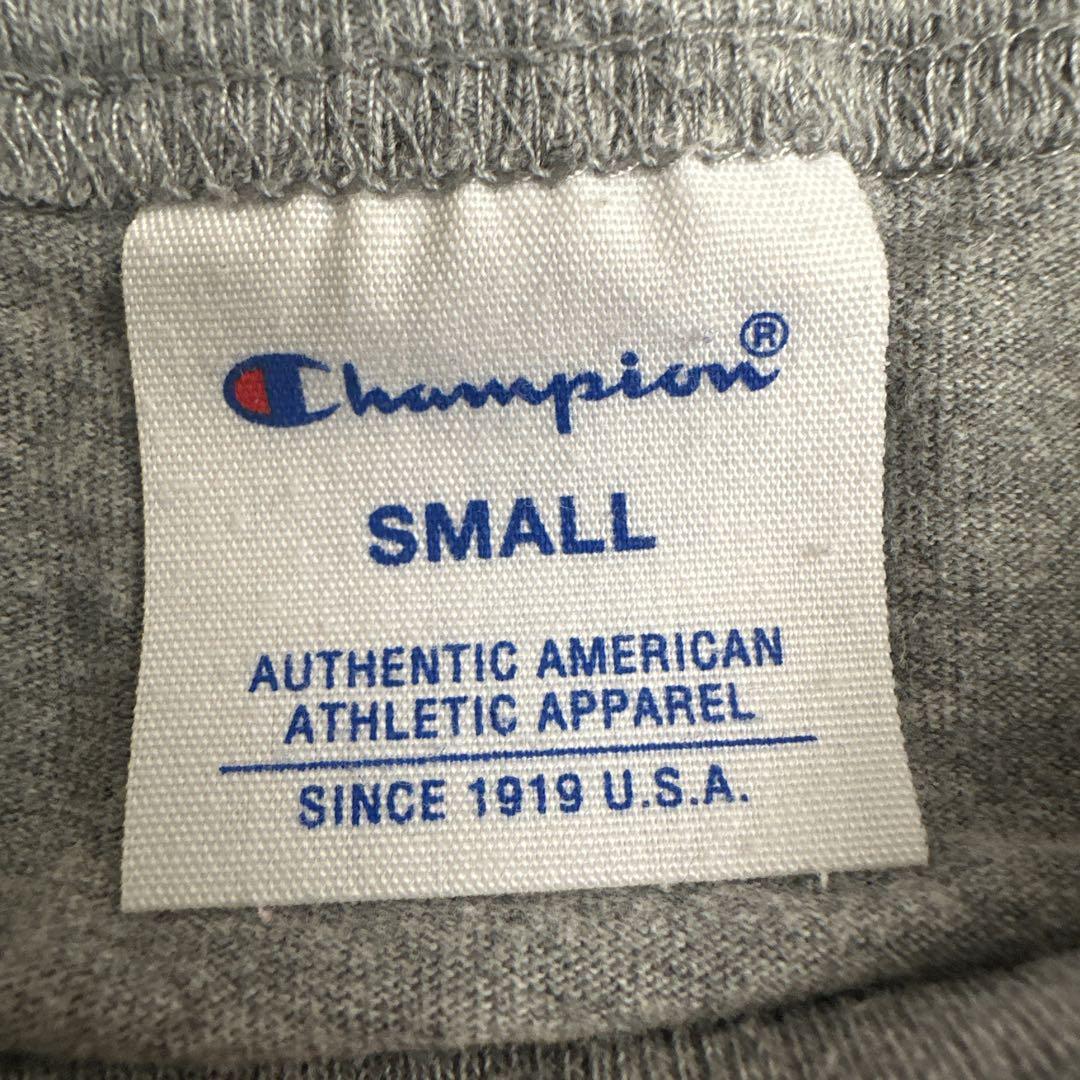 Champion®
SMALL
AUTHENTIC AMERICAN
ATHLETIC APPAREL
SINCE 1919 U.S.A.